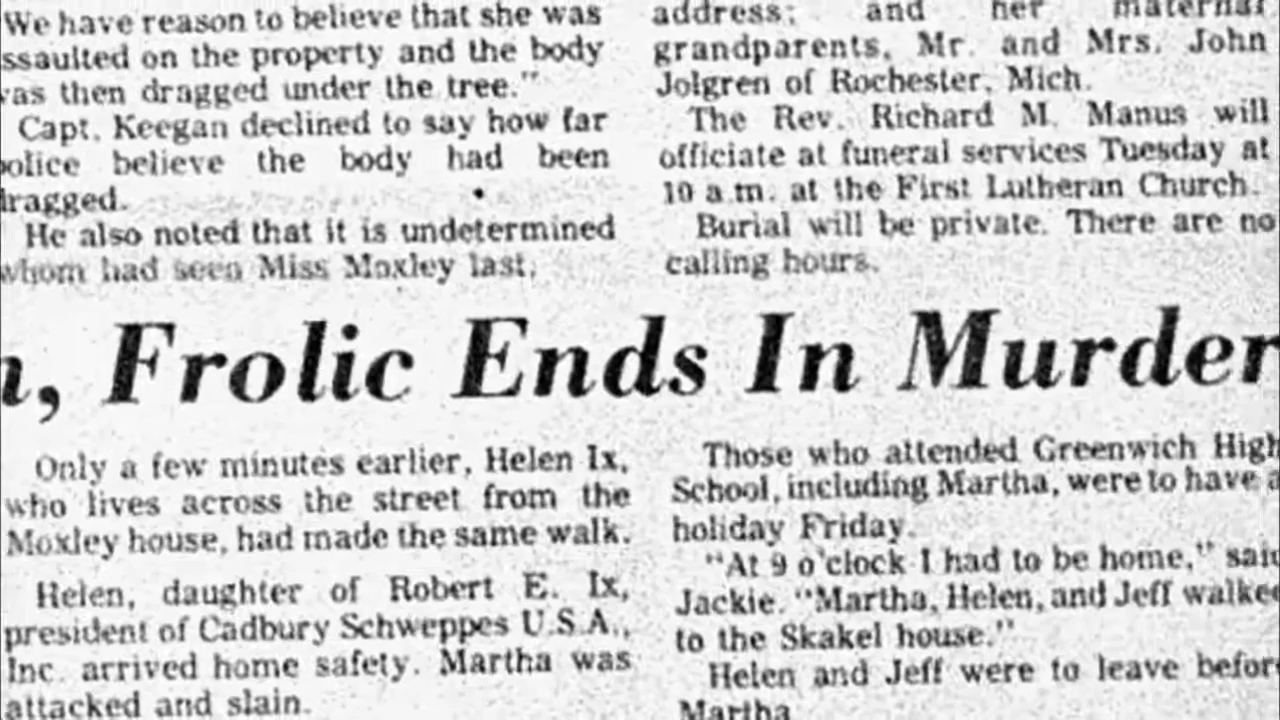 We have reason to believe that she was
ssaulted on the property and the body
vas then dragged under the tree."
Capt. Keegan declined to say how far
police believe the body had been
dragged.
He also noted that it is undetermined
whom had seen Miss Moxley last.
address; and her maternal
grandparents, Mr. and Mrs. John
Jolgren of Rochester, Mich.
The Rev. Richard M. Manus will
officiate at funeral services Tuesday at
10 a.m. at the First Lutheran Church.
Burial will be private. There are no
calling hours.
n, Frolic Ends In Murder
Only a few minutes earlier, Helen Ix,
who lives across the street from the
Moxley house, had made the same walk.
Helen, daughter of Robert E. Ix,
president of Cadbury Schweppes U.S.A.,
Inc. arrived home safety. Martha was
attacked and slain.
Those who attended Greenwich High
School, including Martha, were to have a
holiday Friday.
"At 9 o'clock I had to be home," said
Jackie. "Martha, Helen, and Jeff walked
to the Skakel house."
Helen and Jeff were to leave before
Martha